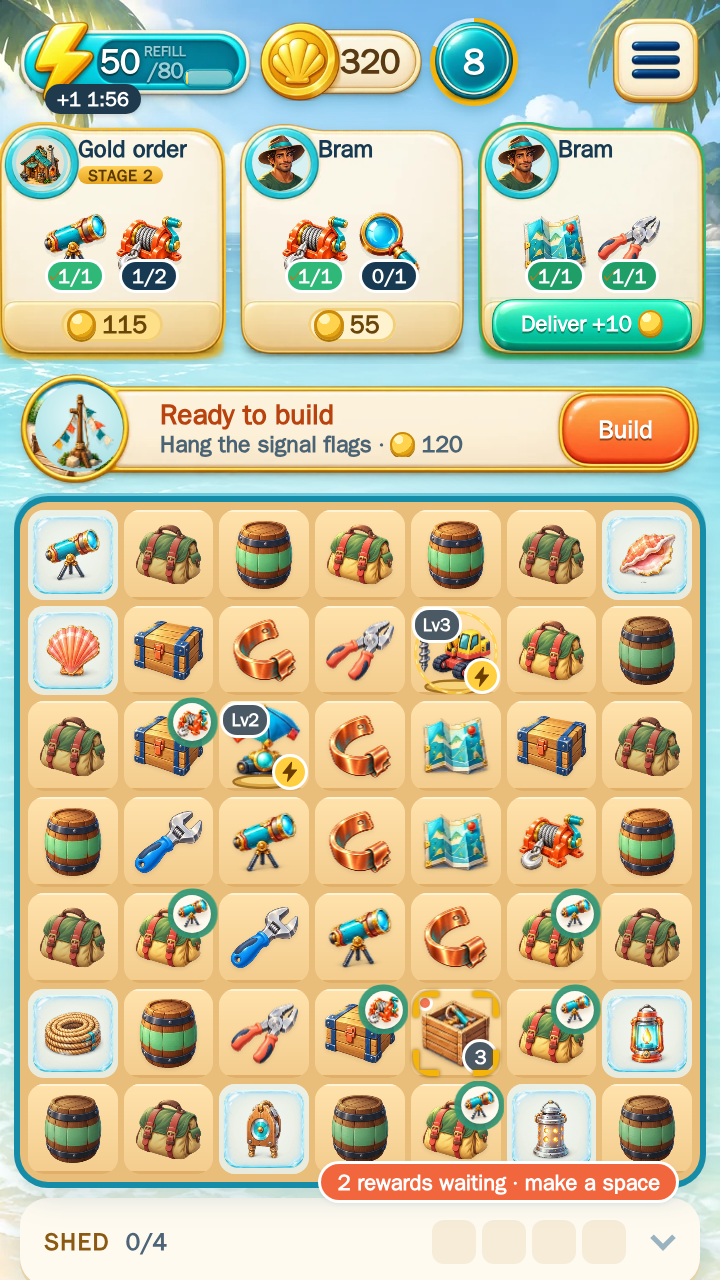 50 REFILL /80
+1 1:56
320
8
Gold order
STAGE 2
1/1 1/2
115
Bram
1/1 0/1
55
Bram
1/1 1/1
Deliver +10
Ready to build
Hang the signal flags · 120
Build
Lv3
Lv2
3
2 rewards waiting · make a space
SHED 0/4